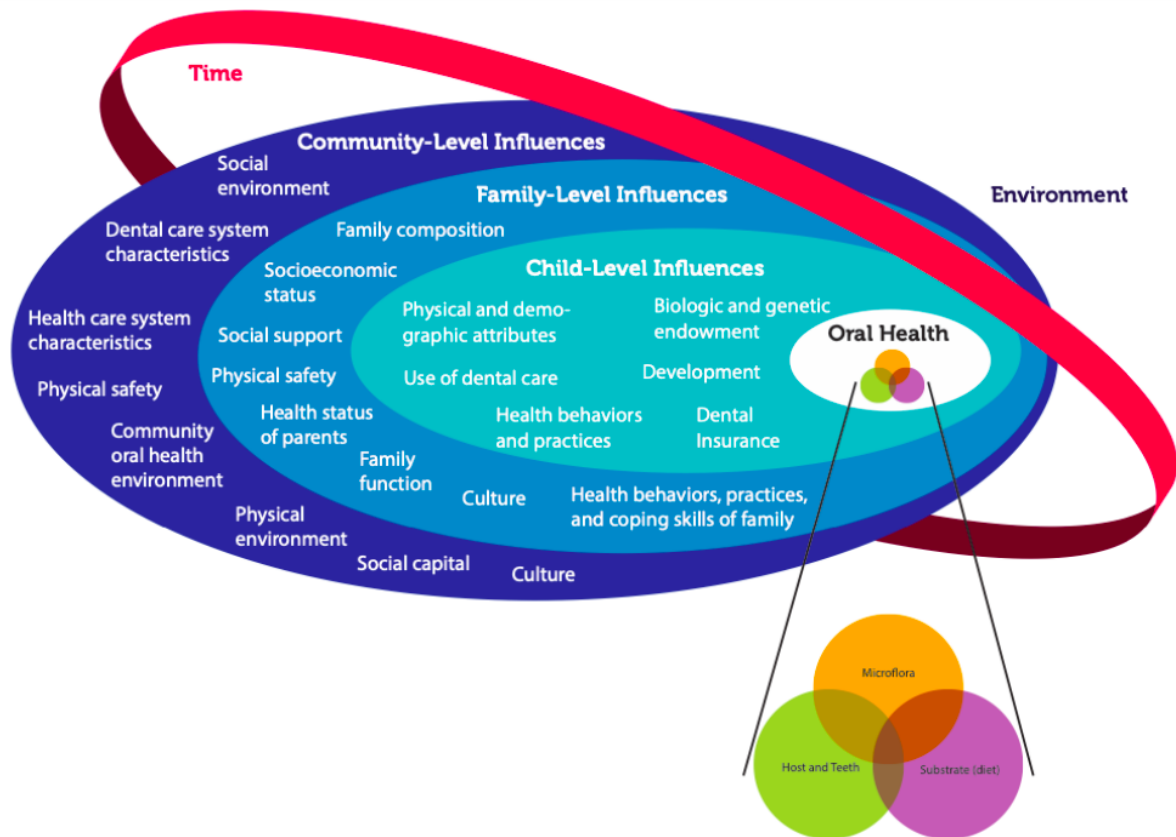 Time
Community-Level Influences
Social
environment
Family-Level Influences
Environment
Dental care system
characteristics
Family composition
Child-Level Influences
Socioeconomic
status
Physical and demo-
graphic attributes
Biologic and genetic
endowment
Health care system
characteristics
Social support
Oral Health
Physical safety
Physical safety
Use of dental care
Development
Health status
of parents
Health behaviors
and practices
Dental
Insurance
Community
oral health
environment
Family
function
Culture
Health behaviors, practices,
and coping skills of family
Physical
environment
Social capital
Culture
Microflora
Host and Teeth
Substrate (diet)